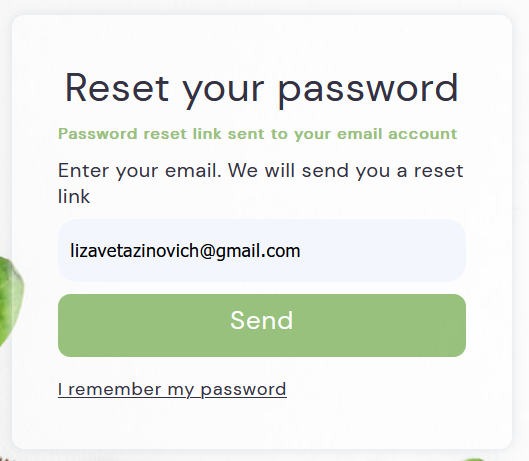 Reset your password
Password reset link sent to your email account
Enter your email. We will send you a reset
link
lizavetazinovich@gmail.com
Send
I remember my password